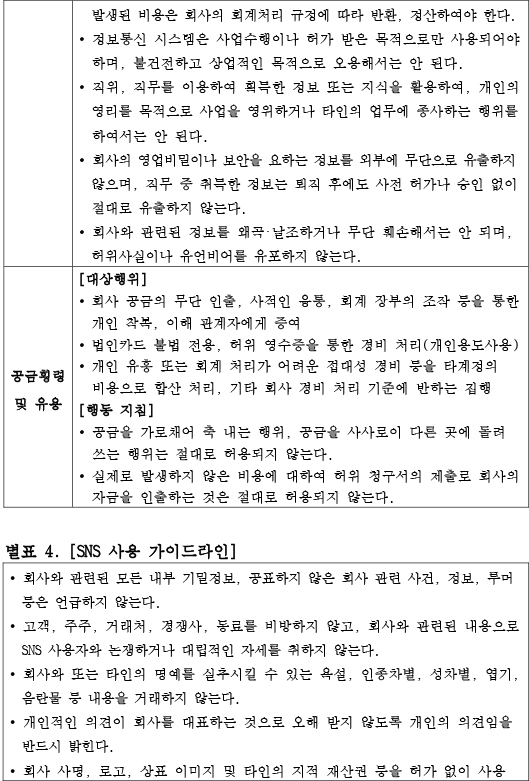 발생된 비용은 회사의 회계처리 규정에 따라 반환, 정산하여야 한다.
• 정보통신 시스템은 사업수행이나 허가 받은 목적으로만 사용되어야
하며, 불건전하고 상업적인 목적으로 오용해서는 안 된다.
• 직위, 직무를 이용하여 획득한 정보 또는 지식을 활용하여, 개인의
영리를 목적으로 사업을 영위하거나 타인의 업무에 종사하는 행위를
하여서는 안 된다.
• 회사의 영업비밀이나 보안을 요하는 정보를 외부에 무단으로 유출하지
않으며, 직무 중 취득한 정보는 퇴직 후에도 사전 허가나 승인 없이
절대로 유출하지 않는다.
• 회사와 관련된 정보를 왜곡·날조하거나 무단 훼손해서는 안 되며,
허위사실이나 유언비어를 유포하지 않는다.
공금횡령
및 유용
[대상행위]
• 회사 공금의 무단 인출, 사적인 융통, 회계 장부의 조작 등을 통한
개인 착복, 이해 관계자에게 증여
• 법인카드 불법 전용, 허위 영수증을 통한 경비 처리(개인용도사용)
• 개인 유흥 또는 회계 처리가 어려운 접대성 경비 등을 타계정의
비용으로 합산 처리, 기타 회사 경비 처리 기준에 반하는 집행
[행동 지침]
• 공금을 가로채어 축 내는 행위, 공금을 사사로이 다른 곳에 돌려
쓰는 행위는 절대로 허용되지 않는다.
• 실제로 발생하지 않은 비용에 대하여 허위 청구서의 제출로 회사의
자금을 인출하는 것은 절대로 허용되지 않는다.
별표 4. [SNS 사용 가이드라인]
• 회사와 관련된 모든 내부 기밀정보, 공표하지 않은 회사 관련 사건, 정보, 루머
등은 언급하지 않는다.
• 고객, 주주, 거래처, 경쟁사, 동료를 비방하지 않고, 회사와 관련된 내용으로
SNS 사용자와 논쟁하거나 대립적인 자세를 취하지 않는다.
• 회사와 또는 타인의 명예를 실추시킬 수 있는 욕설, 인종차별, 성차별, 엽기,
음란물 등 내용을 거래하지 않는다.
• 개인적인 의견이 회사를 대표하는 것으로 오해 받지 않도록 개인의 의견임을
반드시 밝힌다.
• 회사 사명, 로고, 상표 이미지 및 타인의 지적 재산권 등을 허가 없이 사용